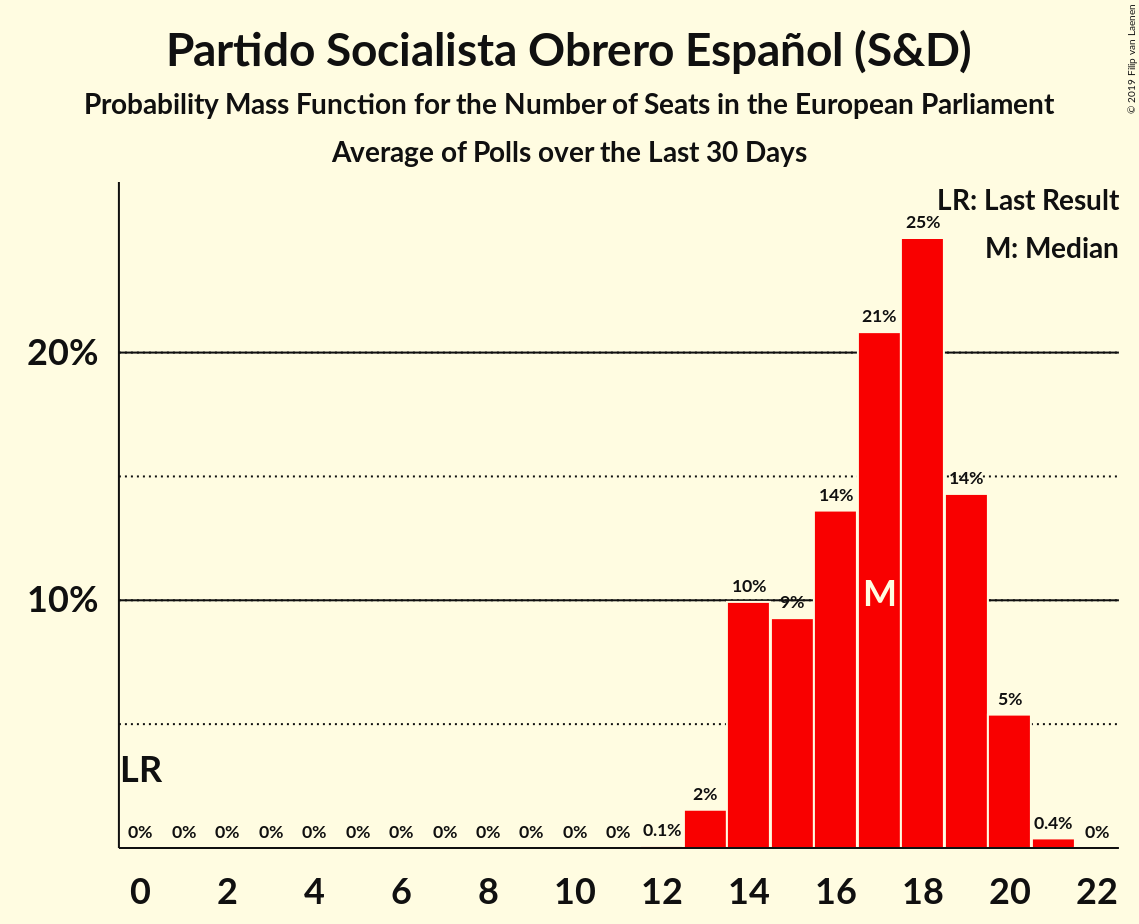 Partido Socialista Obrero Español (S&D)
Probability Mass Function for the Number of Seats in the European Parliament
Average of Polls over the Last 30 Days
© 2019 Filip van Laenen
LR: Last Result
M: Median
25%
21%
20%
14%
14%
10%
10%
9%
M
5%
LR
2%
0% 0% 0% 0% 0% 0% 0% 0% 0% 0% 0% 0% 0.1% 0.4% 0%
0 2 4 6 8 10 12 14 16 18 20 22